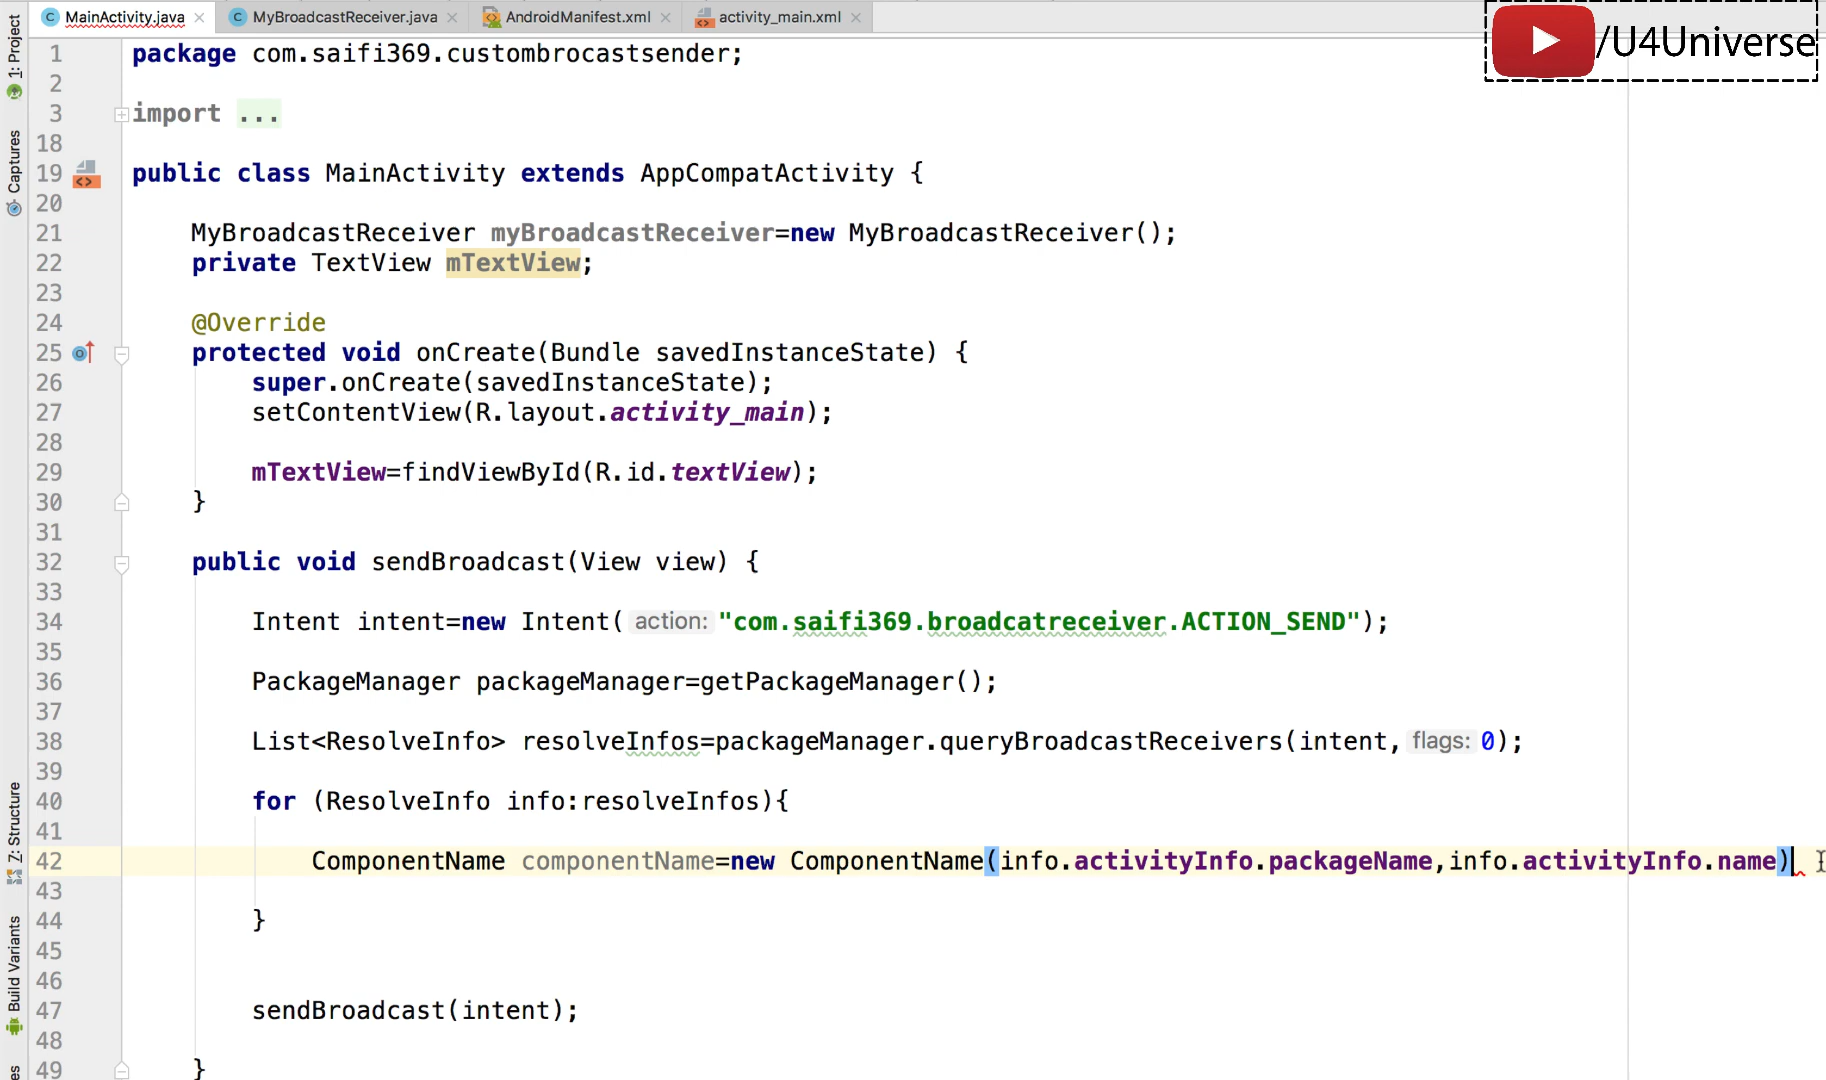 MainActivity.java
MyBroadcastReceiver.java
AndroidManifest.xml
activity_main.xml
/U4Universe
1: Project
Captures
Z: Structure
Build Variants
1 package com.saifi369.custombrocastsender;
2
3 import ...
18
19 public class MainActivity extends AppCompatActivity {
20
21 MyBroadcastReceiver myBroadcastReceiver=new MyBroadcastReceiver();
22 private TextView mTextView;
23
24 @Override
25 protected void onCreate(Bundle savedInstanceState) {
26 super.onCreate(savedInstanceState);
27 setContentView(R.layout.activity_main);
28
29 mTextView=findViewById(R.id.textView);
30 }
31
32 public void sendBroadcast(View view) {
33
34 Intent intent=new Intent( action: "com.saifi369.broadcatreceiver.ACTION_SEND");
35
36 PackageManager packageManager=getPackageManager();
37
38 List<ResolveInfo> resolveInfos=packageManager.queryBroadcastReceivers(intent, flags: 0);
39
40 for (ResolveInfo info:resolveInfos){
41
42 ComponentName componentName=new ComponentName(info.activityInfo.packageName,info.activityInfo.name)
43
44 }
45
46
47 sendBroadcast(intent);
48
49 }